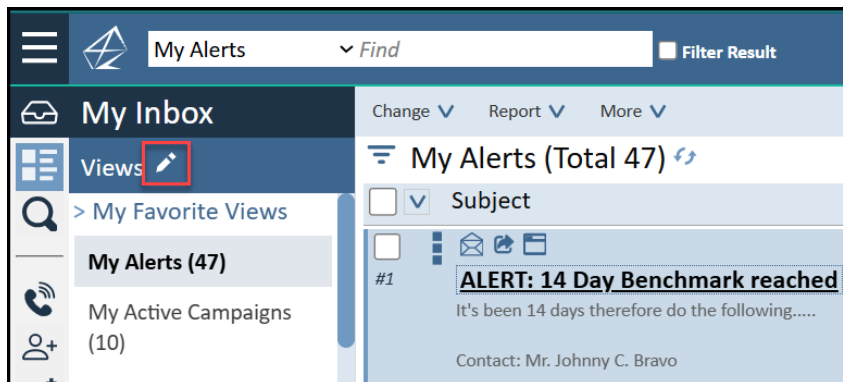 My Alerts
Find
Filter Result
My Inbox
Change
Report
More
Views
My Alerts (Total 47)
> My Favorite Views
Subject
My Alerts (47)
#1
ALERT: 14 Day Benchmark reached
It's been 14 days therefore do the following.....
My Active Campaigns
(10)
Contact: Mr. Johnny C. Bravo